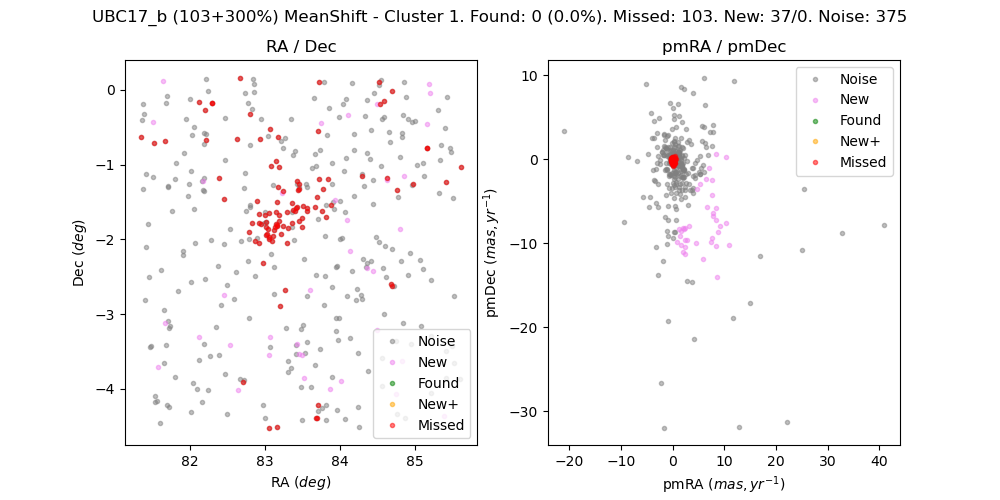 UBC17_b (103+300%) MeanShift - Cluster 1. Found: 0 (0.0%). Missed: 103. New: 37/0. Noise: 375
RA / Dec
0
−1
−2
−3
−4
Dec (deg)
82
83
84
85
RA (deg)
Noise
New
Found
New+
Missed
pmRA / pmDec
10
0
−10
−20
−30
pmDec (mas, yr⁻¹)
−20
−10
0
10
20
30
40
pmRA (mas, yr⁻¹)
Noise
New
Found
New+
Missed